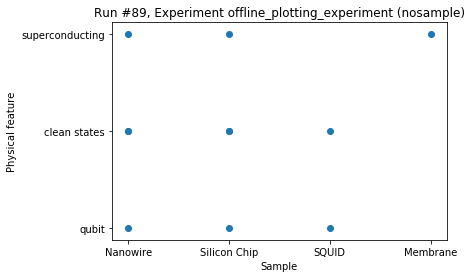 Run #89, Experiment offline_plotting_experiment (nosample)
superconducting
clean states
qubit
Physical feature
Nanowire Silicon Chip SQUID Membrane
Sample